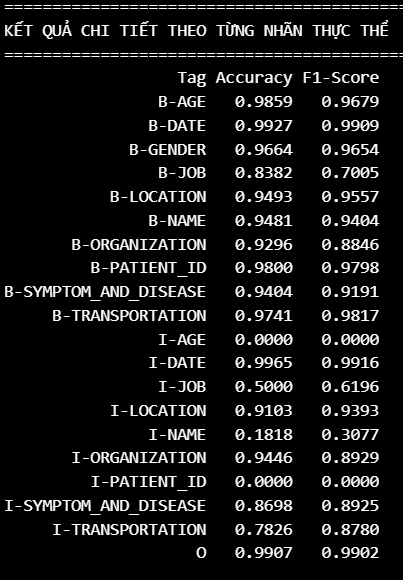 ==========================================
KẾT QUẢ CHI TIẾT THEO TỪNG NHÃN THỰC THỂ
==========================================
Tag Accuracy F1-Score
B-AGE 0.9859 0.9679
B-DATE 0.9927 0.9909
B-GENDER 0.9664 0.9654
B-JOB 0.8382 0.7005
B-LOCATION 0.9493 0.9557
B-NAME 0.9481 0.9404
B-ORGANIZATION 0.9296 0.8846
B-PATIENT_ID 0.9800 0.9798
B-SYMPTOM_AND_DISEASE 0.9404 0.9191
B-TRANSPORTATION 0.9741 0.9817
I-AGE 0.0000 0.0000
I-DATE 0.9965 0.9916
I-JOB 0.5000 0.6196
I-LOCATION 0.9103 0.9393
I-NAME 0.1818 0.3077
I-ORGANIZATION 0.9446 0.8929
I-PATIENT_ID 0.0000 0.0000
I-SYMPTOM_AND_DISEASE 0.8698 0.8925
I-TRANSPORTATION 0.7826 0.8780
O 0.9907 0.9902